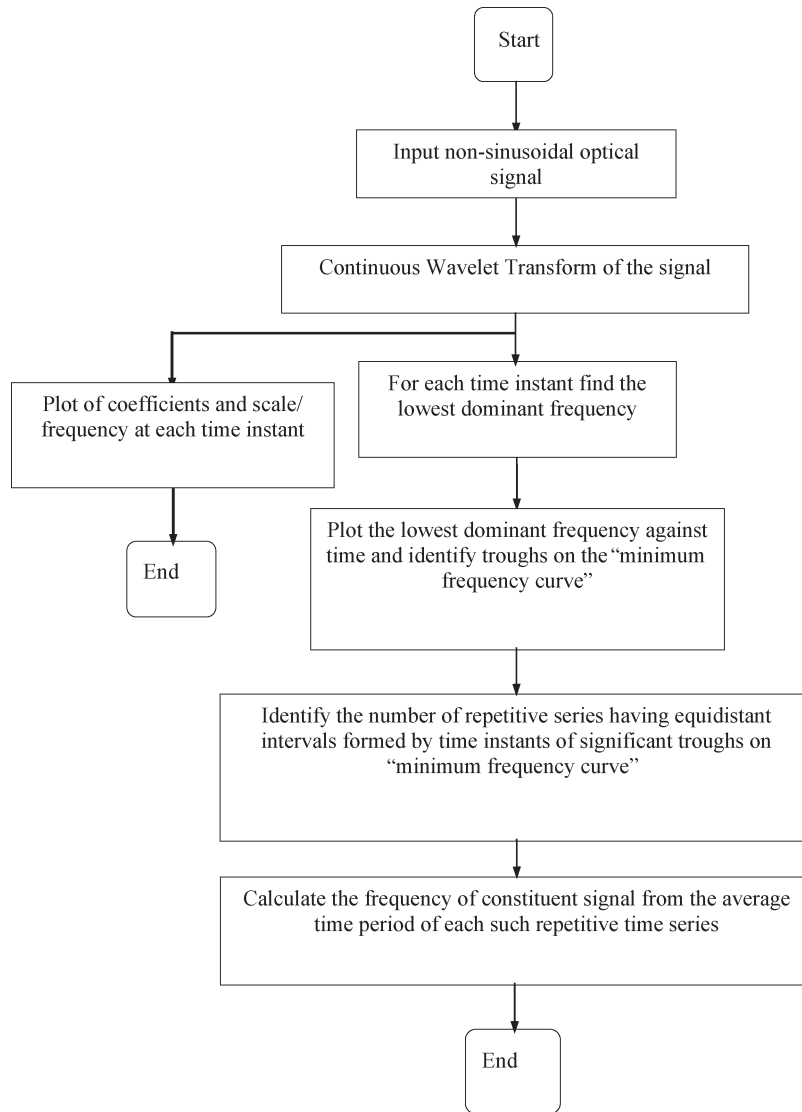 Start
Input non-sinusoidal optical
signal
Continuous Wavelet Transform of the signal
Plot of coefficients and scale/
frequency at each time instant
End
For each time instant find the
lowest dominant frequency
Plot the lowest dominant frequency against
time and identify troughs on the “minimum
frequency curve”
Identify the number of repetitive series having equidistant
intervals formed by time instants of significant troughs on
“minimum frequency curve”
Calculate the frequency of constituent signal from the average
time period of each such repetitive time series
End